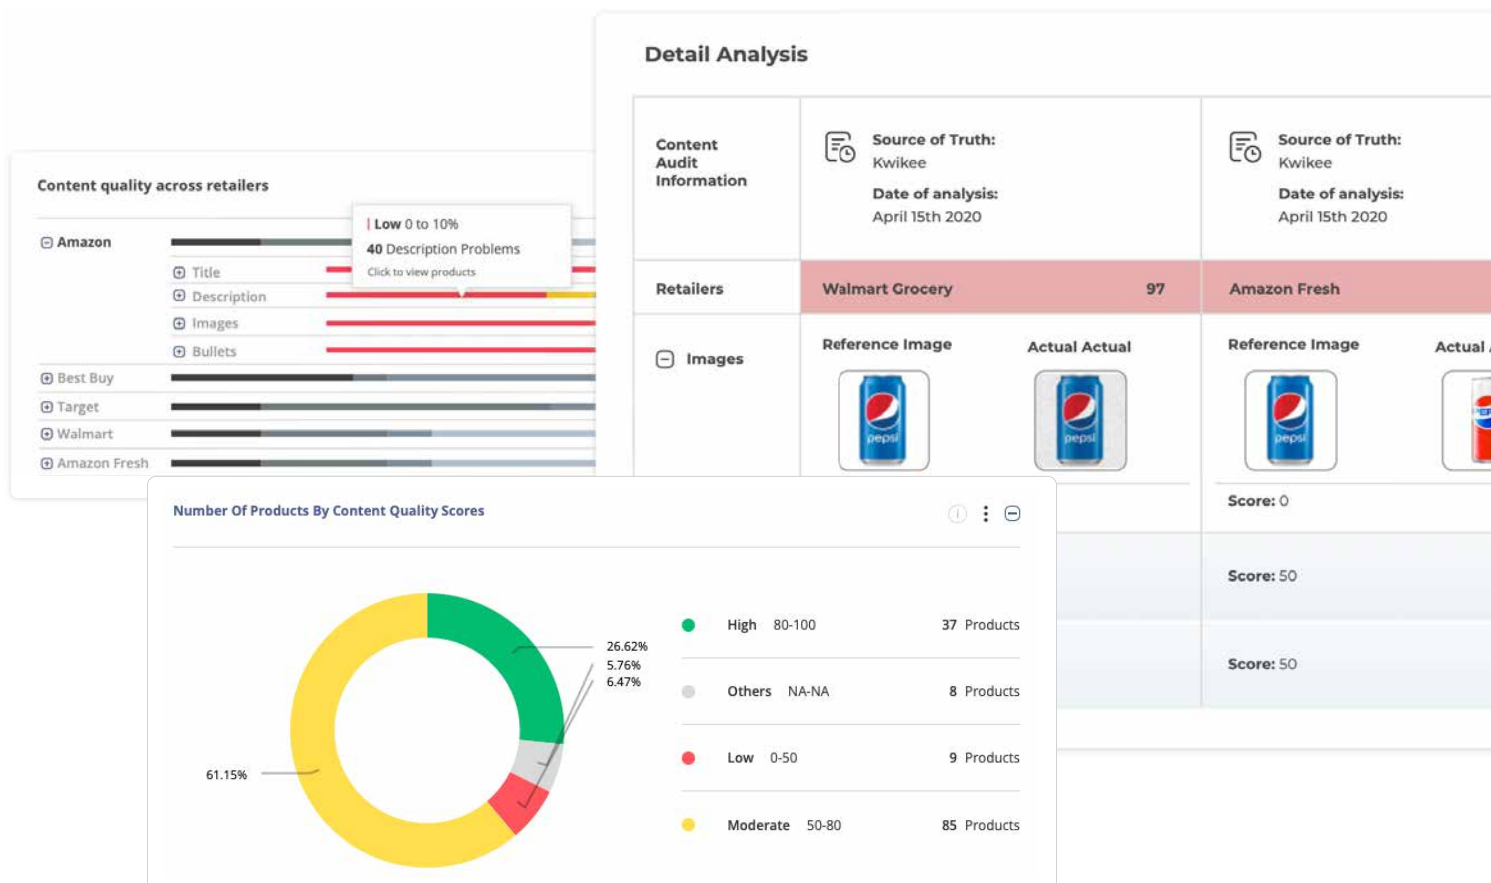 Detail Analysis
Content
Audit
Information
Source of Truth:
Kwikee
Date of analysis:
April 15th 2020
Source of Truth:
Kwikee
Date of analysis:
April 15th 2020
Retailers
Walmart Grocery 97
Amazon Fresh
Images
Reference Image
Actual Actual
Reference Image
Actual
pepsi
pepsi
pepsi
Score: 0
Score: 50
Score: 50
Content quality across retailers
Amazon
Title
Description
Images
Bullets
Best Buy
Target
Walmart
Amazon Fresh
Low 0 to 10%
40 Description Problems
Click to view products
Number Of Products By Content Quality Scores
26.62%
5.76%
6.47%
61.15%
High 80-100 37 Products
Others NA-NA 8 Products
Low 0-50 9 Products
Moderate 50-80 85 Products